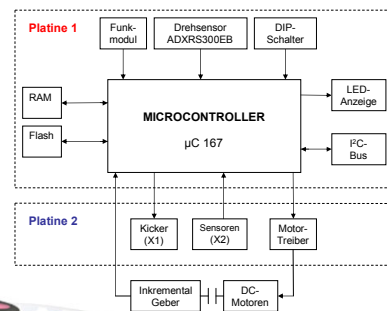 Platine 1
Funk-
modul
Drehsensor
ADXRS300EB
DIP-
Schalter
RAM
Flash
MICROCONTROLLER
µC 167
LED-
Anzeige
I²C-
Bus
Platine 2
Kicker
(X1)
Sensoren
(X2)
Motor-
Treiber
Inkremental
Geber
DC-
Motoren